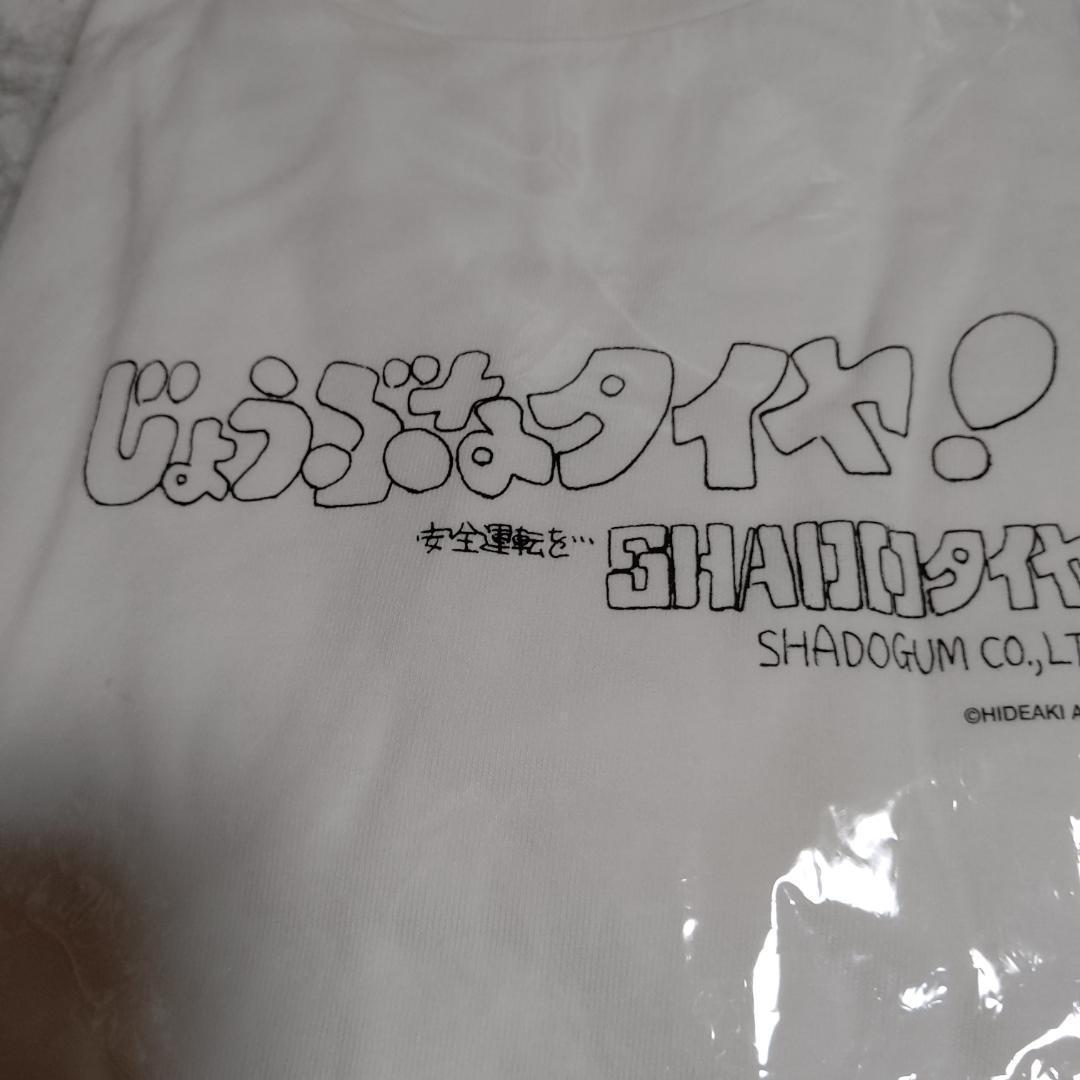 じょうぶなタイヤ!
安全運転を… SHADOタイヤ
SHADOGUM CO.,LT
©HIDEAKI A